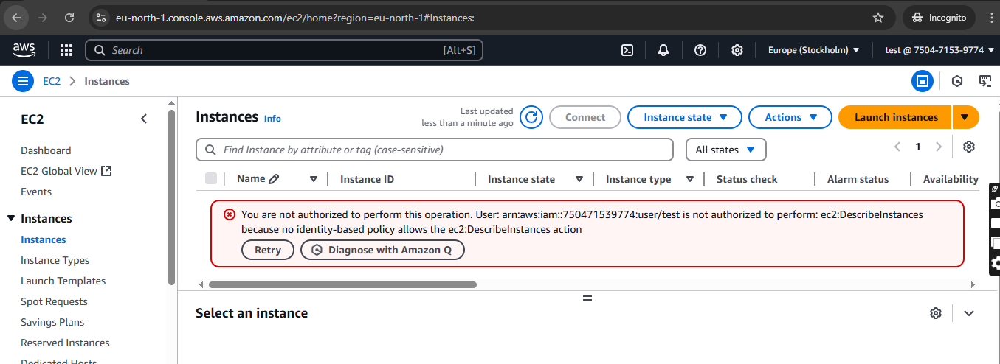 eu-north-1.console.aws.amazon.com/ec2/home?region=eu-north-1#Instances:
Incognito
aws
Search
[Alt+S]
Europe (Stockholm)
test @ 7504-7153-9774
EC2
Instances
EC2
Dashboard
EC2 Global View
Events
Instances
Instances
Instance Types
Launch Templates
Spot Requests
Savings Plans
Reserved Instances
Dedicated Hosts
Instances Info
Last updated
less than a minute ago
Connect
Instance state
Actions
Launch instances
Find Instance by attribute or tag (case-sensitive)
All states
1
Name
Instance ID
Instance state
Instance type
Status check
Alarm status
Availability
You are not authorized to perform this operation. User: arn:aws:iam::750471539774:user/test is not authorized to perform: ec2:DescribeInstances
because no identity-based policy allows the ec2:DescribeInstances action
Retry
Diagnose with Amazon Q
Select an instance